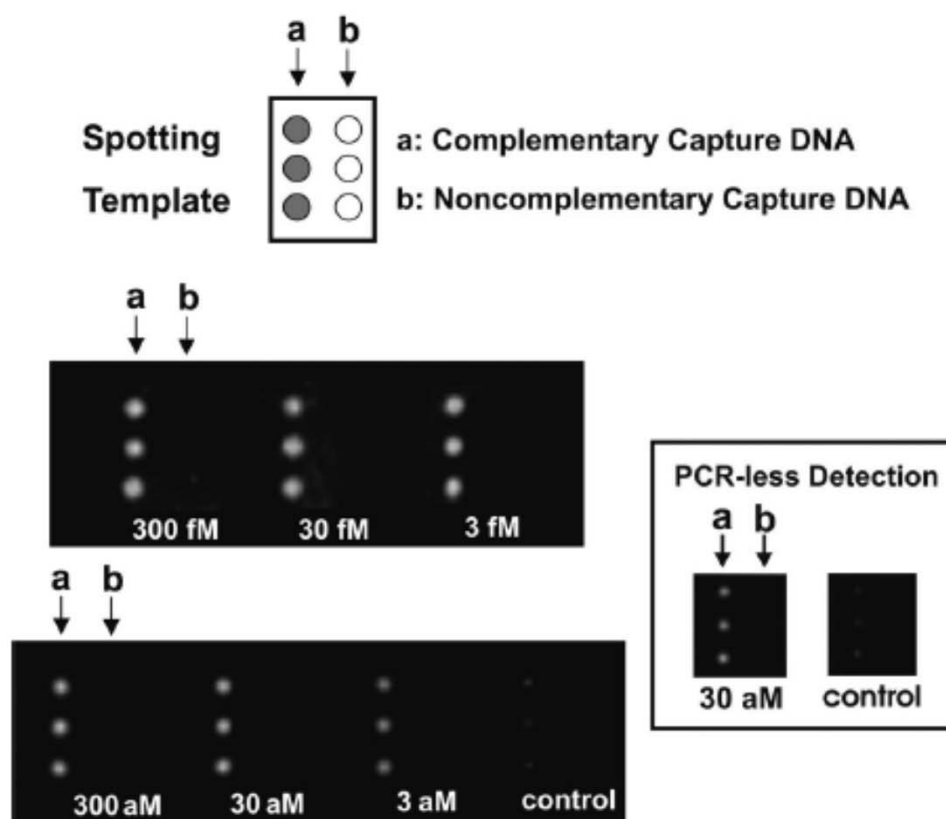 a b
Spotting
Template
a: Complementary Capture DNA
b: Noncomplementary Capture DNA
a b
300 fM 30 fM 3 fM
a b
300 aM 30 aM 3 aM control
PCR-less Detection
a b
30 aM control